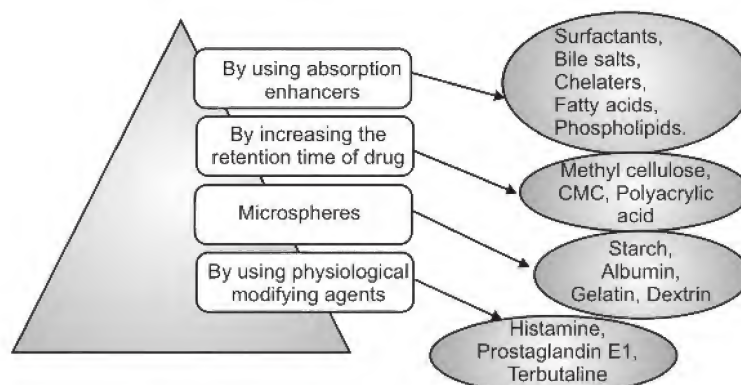 By using absorption
enhancers
Surfactants,
Bile salts,
Chelaters,
Fatty acids,
Phospholipids.
By increasing the
retention time of drug
Methyl cellulose,
CMC, Polyacrylic
acid
Microspheres
Starch,
Albumin,
Gelatin, Dextrin
By using physiological
modifying agents
Histamine,
Prostaglandin E1,
Terbutaline